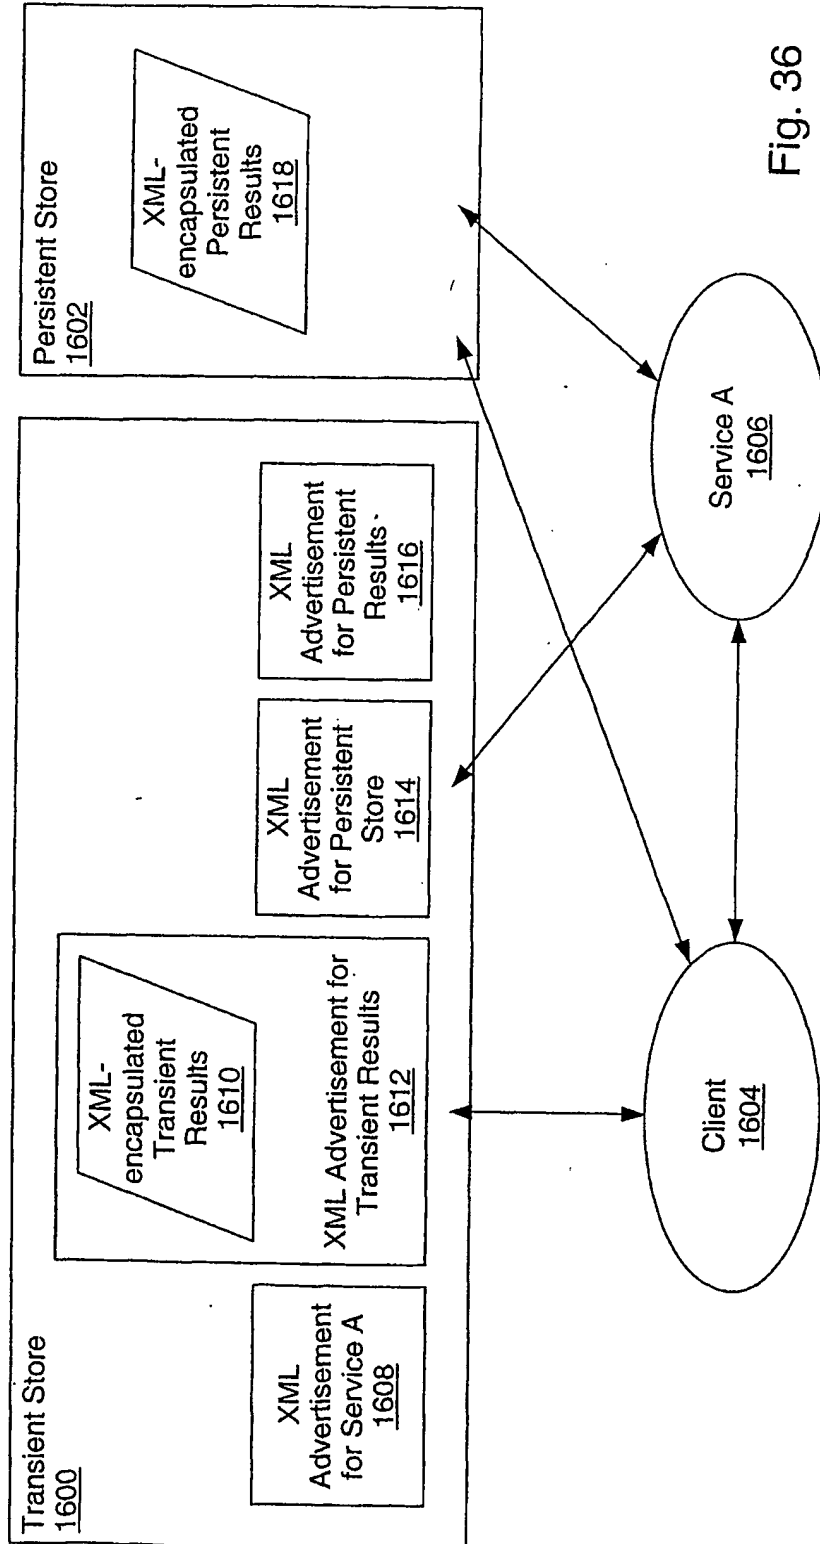 Transient Store
1600
XML
Advertisement
for Service A
1608
XML-
encapsulated
Transient
Results
1610
XML Advertisement for
Transient Results
1612
XML
Advertisement
for Persistent
Store
1614
XML
Advertisement
for Persistent
Results
1616
Persistent Store
1602
XML-
encapsulated
Persistent
Results
1618
Client
1604
Service A
1606
Fig. 36